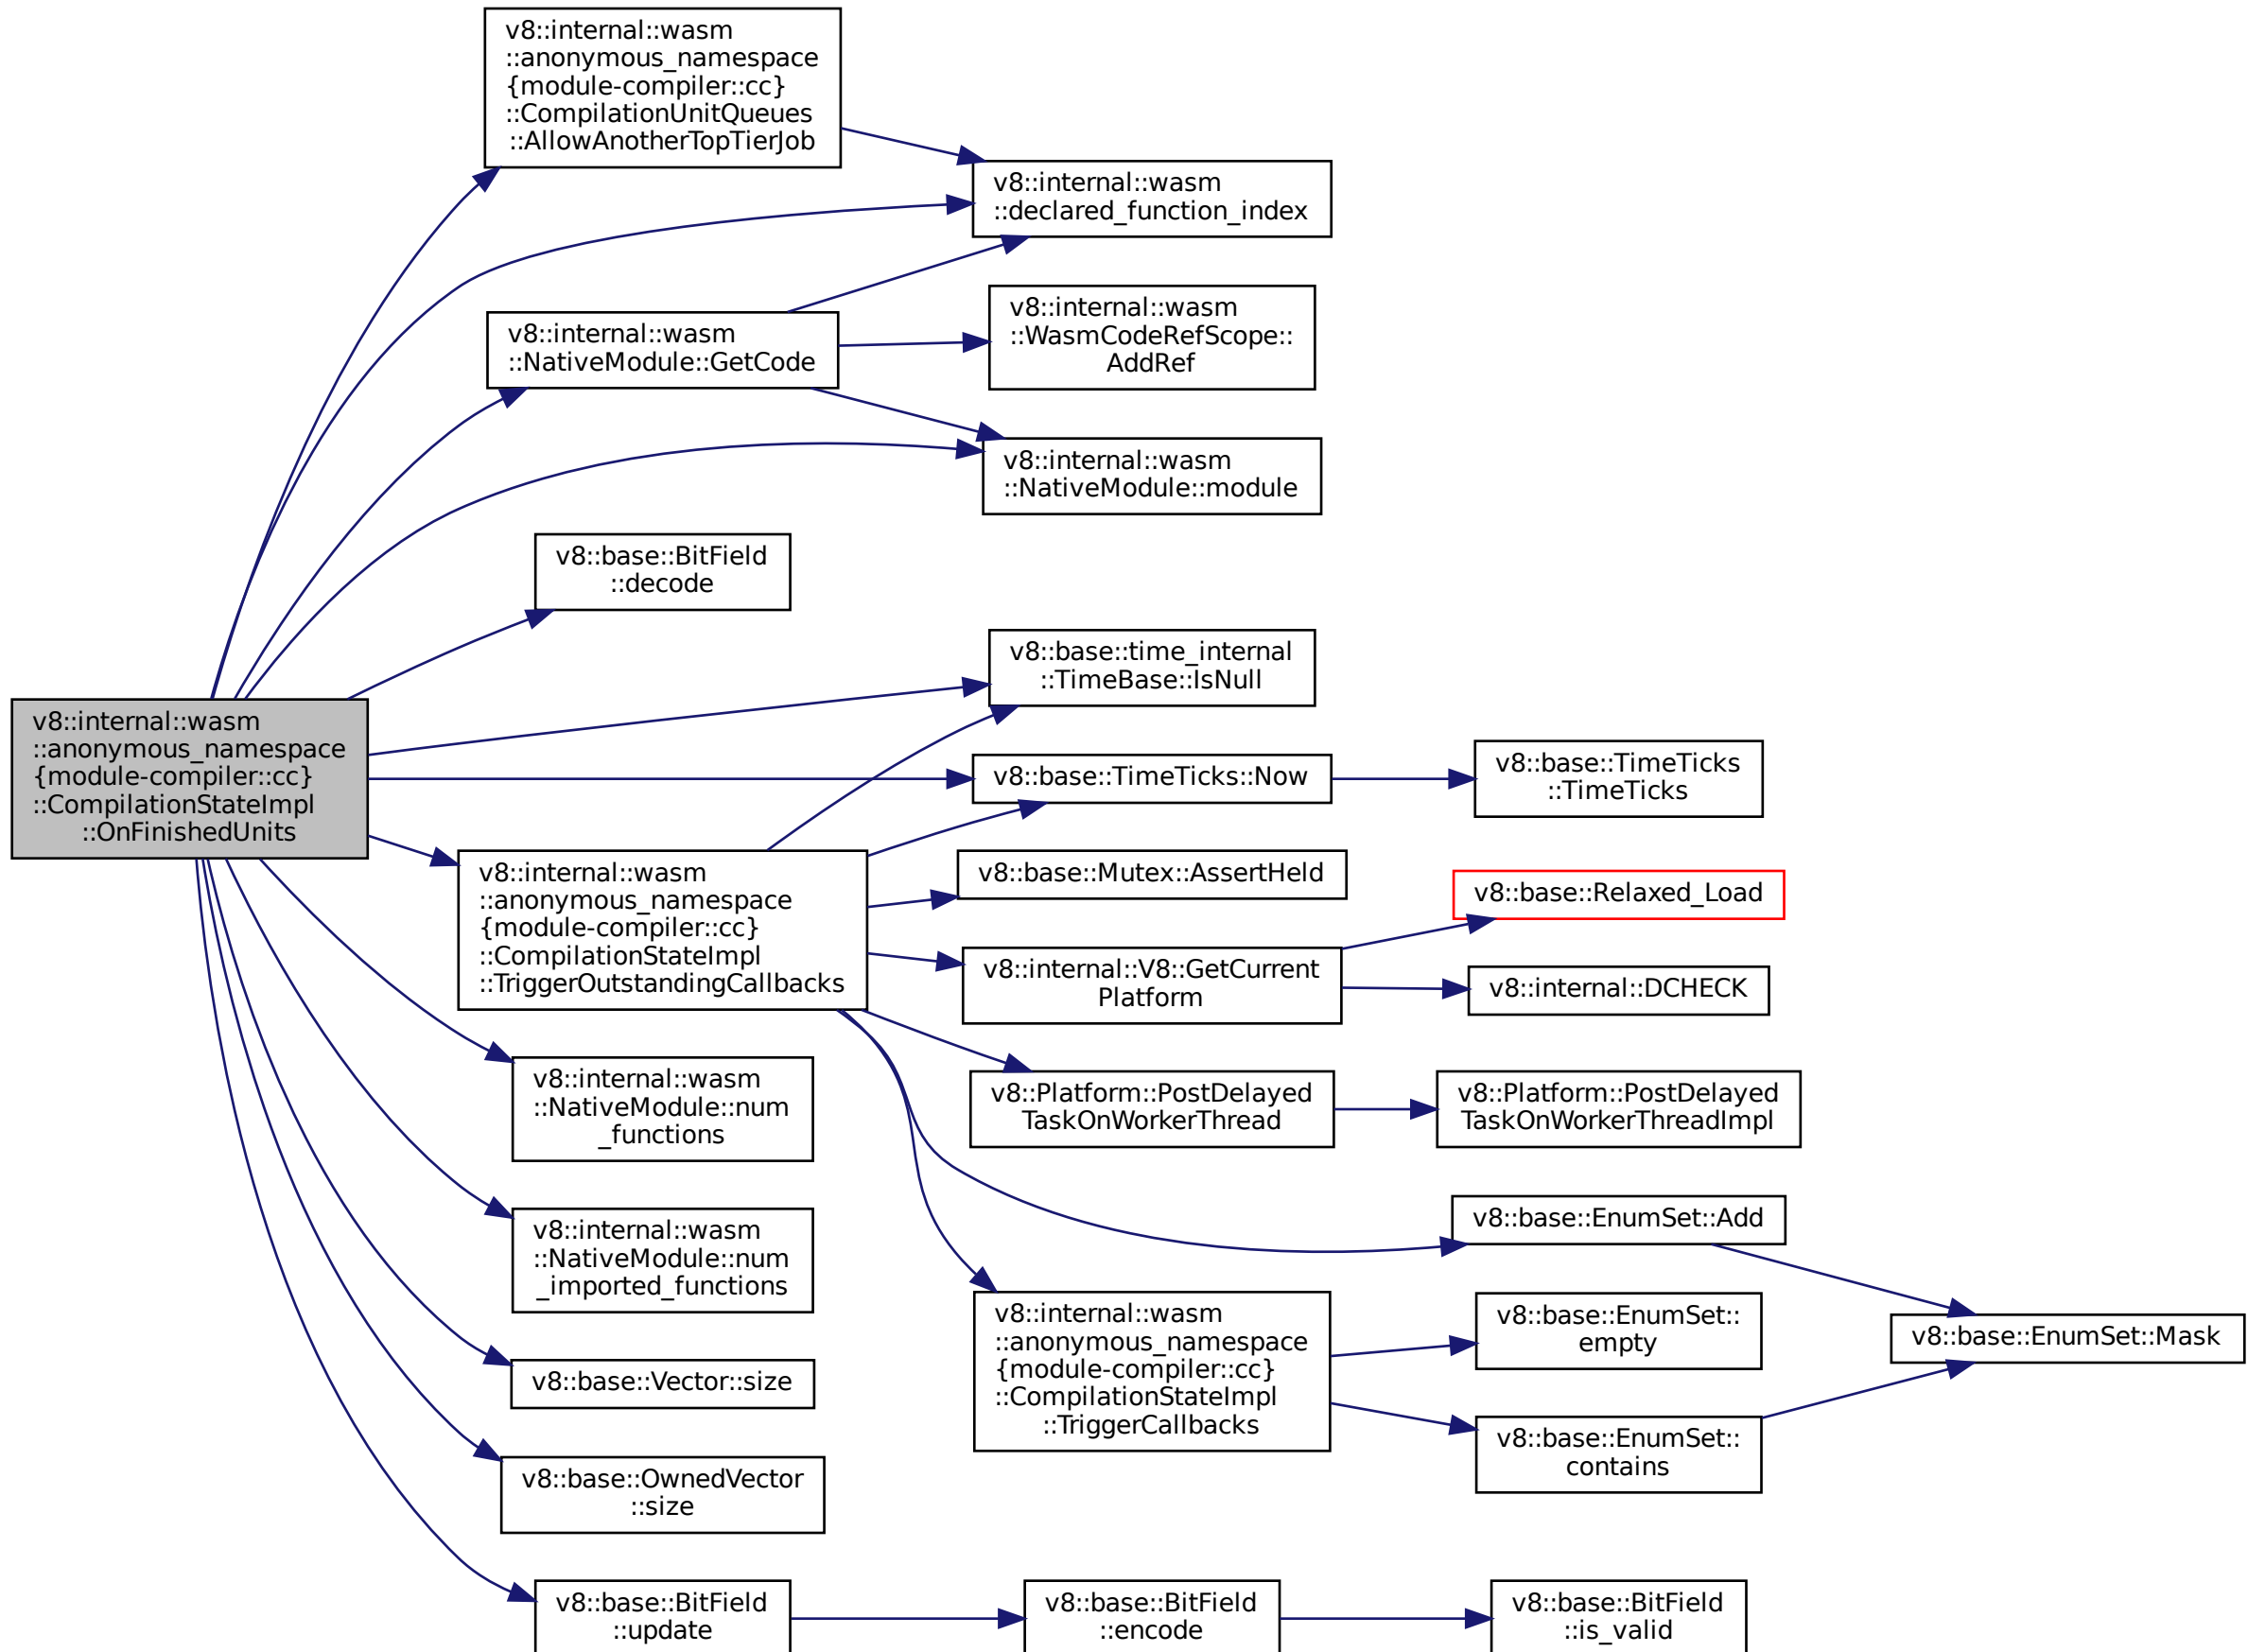 v8::internal::wasm
::anonymous_namespace
{module-compiler::cc}
::CompilationStateImpl
::OnFinishedUnits
v8::internal::wasm
::anonymous_namespace
{module-compiler::cc}
::CompilationUnitQueues
::AllowAnotherTopTierJob
v8::internal::wasm
::declared_function_index
v8::internal::wasm
::NativeModule::GetCode
v8::internal::wasm
::WasmCodeRefScope::
AddRef
v8::internal::wasm
::NativeModule::module
v8::base::BitField
::decode
v8::base::time_internal
::TimeBase::IsNull
v8::base::TimeTicks::Now
v8::base::TimeTicks
::TimeTicks
v8::internal::wasm
::anonymous_namespace
{module-compiler::cc}
::CompilationStateImpl
::TriggerOutstandingCallbacks
v8::base::Mutex::AssertHeld
v8::internal::V8::GetCurrent
Platform
v8::base::Relaxed_Load
v8::internal::DCHECK
v8::Platform::PostDelayed
TaskOnWorkerThread
v8::Platform::PostDelayed
TaskOnWorkerThreadImpl
v8::base::EnumSet::Add
v8::base::EnumSet::Mask
v8::internal::wasm
::anonymous_namespace
{module-compiler::cc}
::CompilationStateImpl
::TriggerCallbacks
v8::base::EnumSet::
empty
v8::base::EnumSet::
contains
v8::internal::wasm
::NativeModule::num
_functions
v8::internal::wasm
::NativeModule::num
_imported_functions
v8::base::Vector::size
v8::base::OwnedVector
::size
v8::base::BitField
::update
v8::base::BitField
::encode
v8::base::BitField
::is_valid